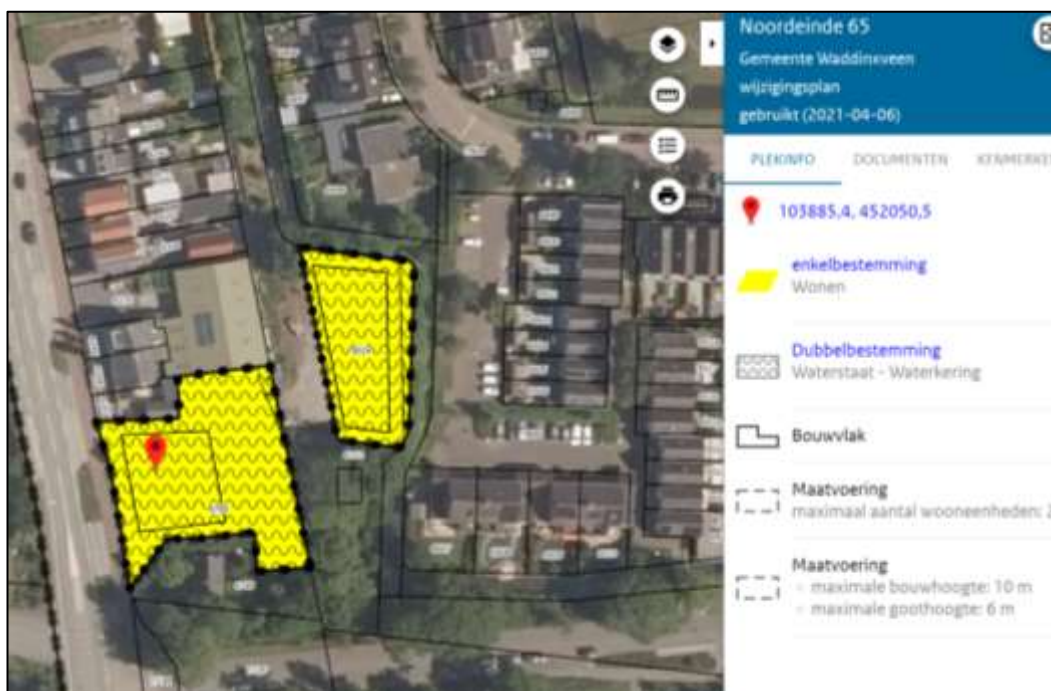 Noordeinde 65
Gemeente Waddinxveen
wijzigingsplan
gebruikt (2021-04-06)
PLEKINFO DOCUMENTEN
103885,4, 452050,5
enkelbestemming
Wonen
Dubbelbestemming
Waterstaat - Waterkering
Bouwvlak
Maatvoering
maximaal aantal wooneenheden: 2
Maatvoering
maximale bouwhoogte: 10 m
maximale goothoogte: 6 m